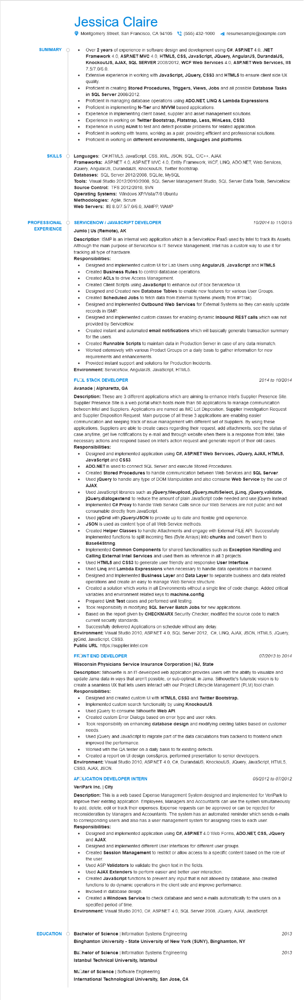 Jessica Claire
Montgomery Street, San Francisco, CA 94105 (555) 432-1000 resumesample@example.com
SUMMARY
• Over 2 years of experience in software design and development using C#, ASP.NET 4.0, .NET
Framework 4.0, ASP.NET MVC 4.0, HTML5, CSS, JavaScript, JQuery, AngularJS, DurandalJS,
KnockoutJS, AJAX, SQL SERVER 2008/2012, WCF Web Services 4.0, ASP.NET Web Services, IIS
7.5/7.0/6.0.
• Extensive experience in working with JavaScript, JQuery, CSS3 and HTML5 to ensure client side UX
quality.
• Proficient in creating Stored Procedures, Triggers, Views, Jobs and all possible Database Tasks
in SQL Server 2008/2012.
• Proficient in managing database operations using ADO.NET, LINQ & Lambda Expressions.
• Proficient in implementing N-Tier and MVVM based applications.
• Experience in implementing client based, supplier and asset management solutions.
• Experience in working on Twitter Bootstrap, Flatstrap, Less, WinLess, CSS3.
• Experience in using nUnit to test and detect possible problems for related application.
• Proficient in working with teams, working as a pair, providing efficient and professional solutions.
• Proficient in working on different environments, languages and platforms.
SKILLS
Languages: C#,HTML5, JavaScript, CSS, XML, JSON, SQL, C/C++, AJAX
Frameworks: ASP.NET 4.0, ASP.NET MVC 4.0, Entity Framework, WCF, LINQ, ADO.NET, Web Services,
JQuery, AngularJS, DurandalJS, KnockoutJS, Twitter Bootstrap.
Databases: SQL Server 2012/2008, SQLite, MySQL
Tools: Visual Studio 2012/2010/2008, SQL Server Management Studio, SQL Server Data Tools, ServiceNow
Source Control: TFS 2012/2010, SVN
Operating Systems: Windows XP/Vista/7/8 Ubuntu
Methodologies: Agile, Scrum
Web Servers: IIS 8.0/7.5/7.0/6.0, XAMPP, WAMP
PROFESSIONAL
EXPERIENCE
SERVICENOW / JAVASCRIPT DEVELOPER 10/2014 to 11/2015
Jumio | Us (Remote), AK
Description: ISMP is an internal web application which is a ServiceNow PaaS used by Intel to track its Assets.
Although the main purpose of ServiceNow is IT Service Management, Intel has a custom way to use it for
tracking all type of hardware.
Responsibilities:
• Designed and implemented custom UI for Lab Users using AngularJS, JavaScript and HTML5.
• Created Business Rules to control database operations.
• Created ACLs to drive Access Management.
• Created Client Scripts using JavaScript to enhance out of box ServiceNow UI.
• Designed and Created new Database Tables to enable new features for various User Groups.
• Created Scheduled Jobs to fetch data from External Systems (mostly from IPTrak).
• Designed and Implemented Outbound Web Services for External Systems so they can easily update
records in ISMP.
• Designed and implemented custom classes for enabling dynamic Inbound REST calls which was not
provided by ServiceNow.
• Created instant and automated email notifications which will basically generate transaction summary
for the users.
• Created Runnable Scripts to maintain data in Production Server in case of any data mismatch.
• Worked extensively with various Product Groups on a daily basis to gather information for new
requirements and enhancements.
• Provided instant support and solutions for Production Incidents.
Environment: ServiceNow, AngularJS, JavaScript, HTML5.
FULL STACK DEVELOPER 2014 to 10/2014
Avanade | Alpharetta, GA
Description: These are 3 different applications which are aiming to enhance Intel's Supplier Presence Site.
Supplier Presence Site is a web portal which hosts more than 50 applications to manage communication
between Intel and Suppliers. Applications are named as IMC Lot Disposition, Supplier Investigation Request
and Supplier Disposition Request. Main purpose of all these 3 applications are enabling easier
communication and keeping track of issue management with different set of Suppliers. By using these
applications, Suppliers are able to create cases regarding their request, add attachments, see the status of
case anytime, get live notifications by e-mail and through website when there is a response from Intel, take
necessary actions and respond based on Intel's action request and generate report of their old cases.
Responsibilities:
• Designed and implemented application using C#, ASP.NET Web Services, JQuery, AJAX, HTML5,
JavaScript and CSS3.
• ADO.NET is used to connect SQL Server and execute Stored Procedures.
• Created Stored Procedures to handle communication between Web Services and SQL Server.
• Used jQuery to handle any type of DOM Manipulation and also consume Web Service by the use of
AJAX.
• Used JavaScript libraries such as jQuery.fileupload, jQuery.multiSelect, jLinq, jQuery.validate,
jQuery.dialogextend to reduce the amount of plain JavaScript code needed and use jQuery instead.
• Implemented C# Proxy to handle Web Service Calls since our Web Services are not public and not
consumable directly from JavaScript.
• Used jqGrid with jQuery/JSON to provide up to date and flexible grid experience.
• JSON is used as content type of all Web Service methods.
• Created Helper Classes to handle Attachments and engage with External FILE API. Successfully
implemented functions to split incoming files (Byte Arrays) into chunks and convert them to
Base64String.
• Implemented Common Components for shared functionalities such as Exception Handling and
Calling External Intel Services and used them as reference in all 3 projects.
• Used HTML5 and CSS3 to generate user friendly and responsive User Interface.
• Used Linq and Lambda Expressions when necessary to handle data operations in backend.
• Designed and Implemented Business Layer and Data Layer to separate business and data related
operations and create an easy to manage Web Service structure.
• Created a solution which works in all Environments without a single line of code change. Added critical
variables and environment related keys to machine.config.
• Prepared Unit Test cases and performed unit testing.
• Took responsibility in modifying SQL Server Batch Jobs for new applications.
• Based on the report given by CHECKMARX Security Checker, modified the source code to match
current security standards.
• Successfully delivered Applications on schedule without any delay.
Environment: Visual Studio 2010, ASP.NET 4.0, SQL Server 2012, C#, LINQ, AJAX, JSON, HTML5, JQuery,
jqGrid, JavaScript, CSS3.
Public URL: https://supplier.intel.com
FRONT END DEVELOPER 07/2013 to 2014
Wisconsin Physicians Service Insurance Corporation | NJ, State
Description: Silhouette is an IT-developed web application provides users with the ability to visualize and
update Jama data in ways that aren't possible, or sub-optimal, in Jama. Silhouette's futuristic vision is to
create a seamless UX that lets users interact with our Project Lifecycle Management (PLM) tool chain.
Responsibilities:
• Designed and created custom UI with HTML5, CSS3 and Twitter Bootstrap.
• Implemented custom search functionality by using KnockoutJS.
• Used jQuery to consume Silhouette Web API.
• Created custom Error Dialogs based on error type and user roles.
• Took responsibility on enhancing database design and modifying existing tables based on customer
needs.
• Used jQuery and JavaScript to migrate part of the data calculations from backend to frontend which
improved the performance.
• Worked with the QA tester on a daily basis to fix existing defects.
• Created a report on UI design cons&pros, performed presentation to senior developers.
Environment: Visual Studio 2010, ASP.NET 4.0, C#, DurandalJS, KnockoutJS, JQuery, JavaScript, HTML5,
CSS3, AJAX, JSON.
APPLICATION DEVELOPER INTERN 05/2012 to 07/2012
VeriPark Inc. | City
Description: This is a web based Expense Management System designed and implemented for VeriPark to
improve their existing application. Employees, Managers and Accountants can use the system simultaneously
to add, delete, edit or track their expenses. Expense requests can be approved or can be rejected for
reconsideration by Managers and Accountants. The system has an automated reminder which sends e-mails
to corresponding users and also has a user management system for assigning roles to each user.
Responsibilities:
• Designed and implemented application using C#, ASP.NET 4.0 Web Forms, ADO.NET, CSS, JQuery
and AJAX.
• Designed and implemented different User Interfaces for different user groups.
• Created Session Management to restrict or allow access to a specific content based on the role of
the user.
• Used ASP Validators to validate the given text in the fields.
• Used AJAX Extenders to perform easier and better user interaction.
• Created JavaScript functions to prevent any input that is not allowed by database, also created
functions to do dynamic operations in the client side and improve performance.
• Involved in database design.
• Created a Windows Service to check database and send e-mails automatically to the users on a
specified period of time.
Environment: Visual Studio 2010, C#, ASP.NET 4.0, SQL Server 2008, JQuery, AJAX, JavaScript.
EDUCATION
Bachelor of Science | Information Systems Engineering 2013
Binghamton University - State University of New York (SUNY), Binghamton, NY
Bachelor of Science | Information Systems Engineering 2013
Istanbul Technical University, Istanbul
Master of Science | Software Engineering
International Technological University, San Jose, CA